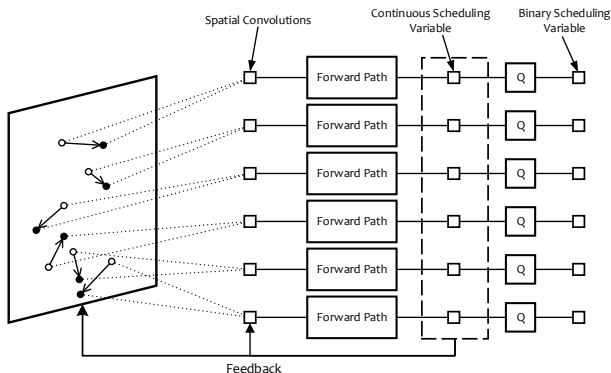 Spatial Convolutions
Continuous Scheduling
Variable
Binary Scheduling
Variable
Forward Path
Q
Forward Path
Q
Forward Path
Q
Forward Path
Q
Forward Path
Q
Forward Path
Q
Feedback